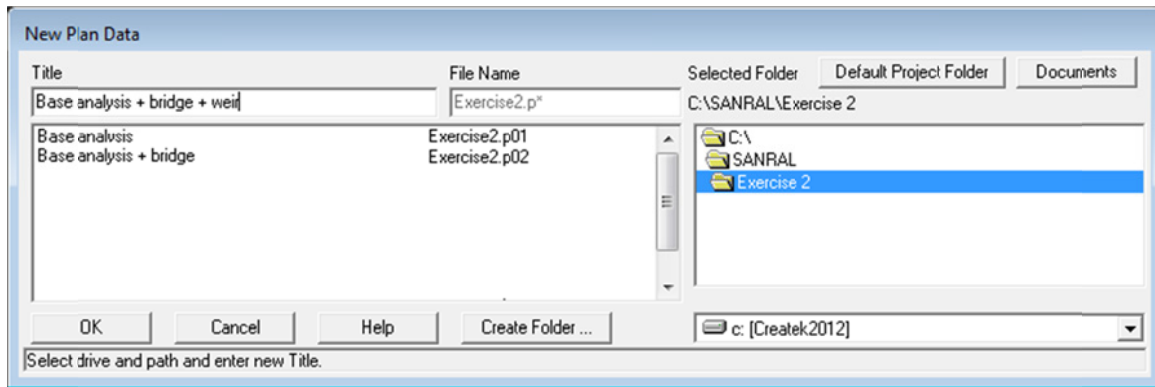 New Plan Data
Title File Name Selected Folder Default Project Folder Documents
Base analysis + bridge + weir Exercise2.p* C:\SANRAL\Exercise 2
Base analysis Exercise2.p01 C:\
Base analysis + bridge Exercise2.p02 SANRAL
Exercise 2
OK Cancel Help Create Folder ... c: [Createk2012]
Select drive and path and enter new Title.